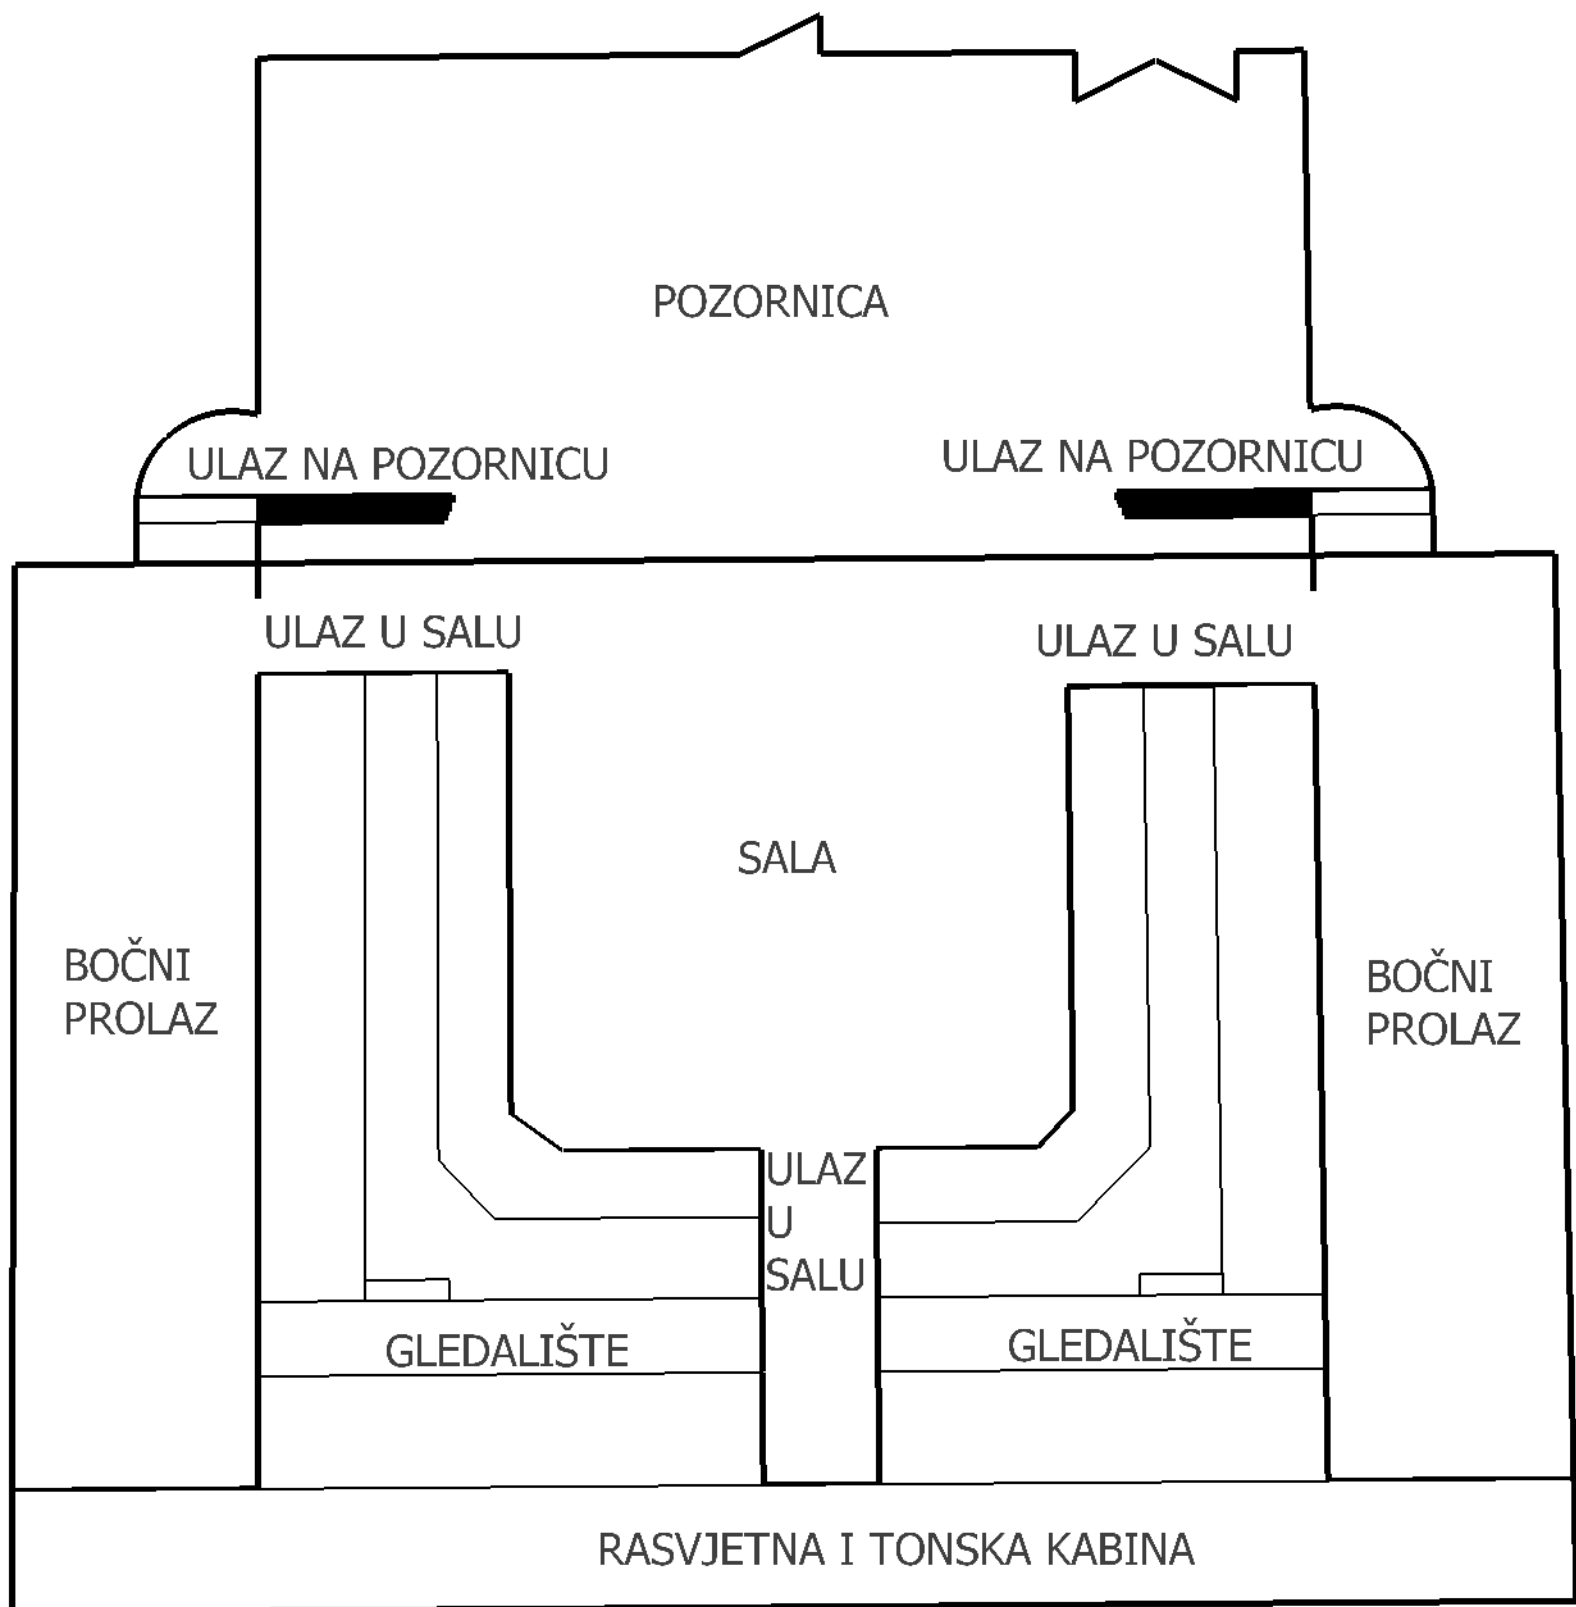 POZORNICA
ULAZ NA POZORNICU
ULAZ NA POZORNICU
ULAZ U SALU
ULAZ U SALU
SALA
BOČNI
PROLAZ
BOČNI
PROLAZ
ULAZ
U
SALU
GLEDALIŠTE
GLEDALIŠTE
RASVJETNA I TONSKA KABINA